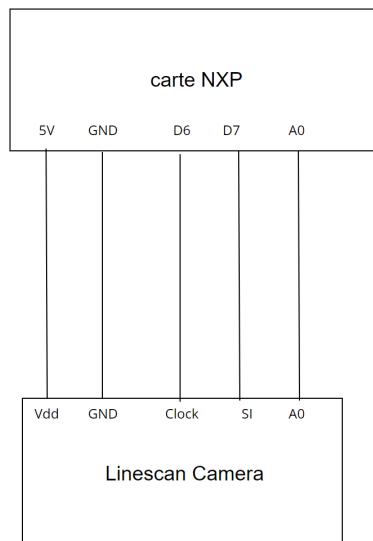 carte NXP
5V GND D6 D7 A0
Vdd GND Clock SI A0
Linescan Camera